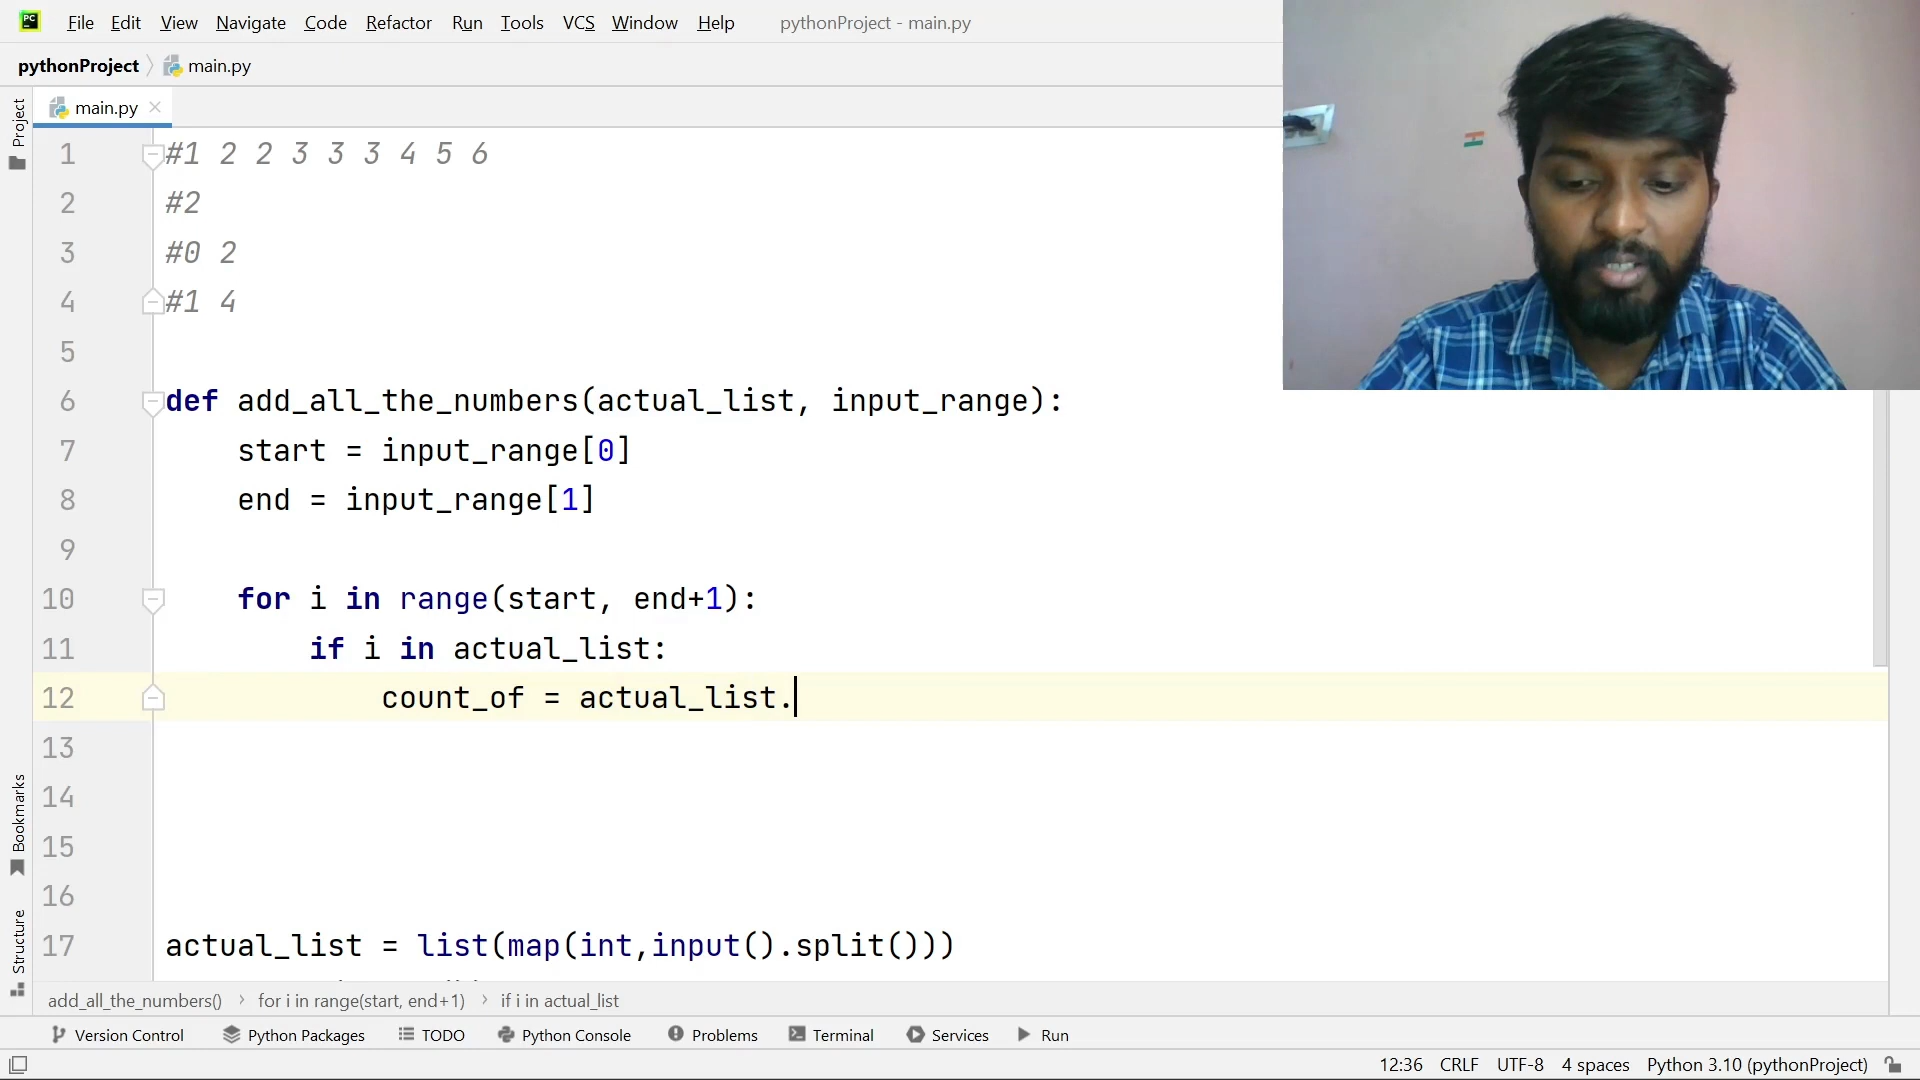 PC
File Edit View Navigate Code Refactor Run Tools VCS Window Help pythonProject - main.py
pythonProject main.py
main.py
Project
1 #1 2 2 3 3 3 4 5 6
2 #2
3 #0 2
4 #1 4
5
6 def add_all_the_numbers(actual_list, input_range):
7 start = input_range[0]
8 end = input_range[1]
9
10 for i in range(start, end+1):
11 if i in actual_list:
12 count_of = actual_list.
13
14
15
16
17 actual_list = list(map(int,input().split()))
Bookmarks
Structure
add_all_the_numbers() for i in range(start, end+1) if i in actual_list
Version Control Python Packages TODO Python Console Problems Terminal Services Run
12:36 CRLF UTF-8 4 spaces Python 3.10 (pythonProject)